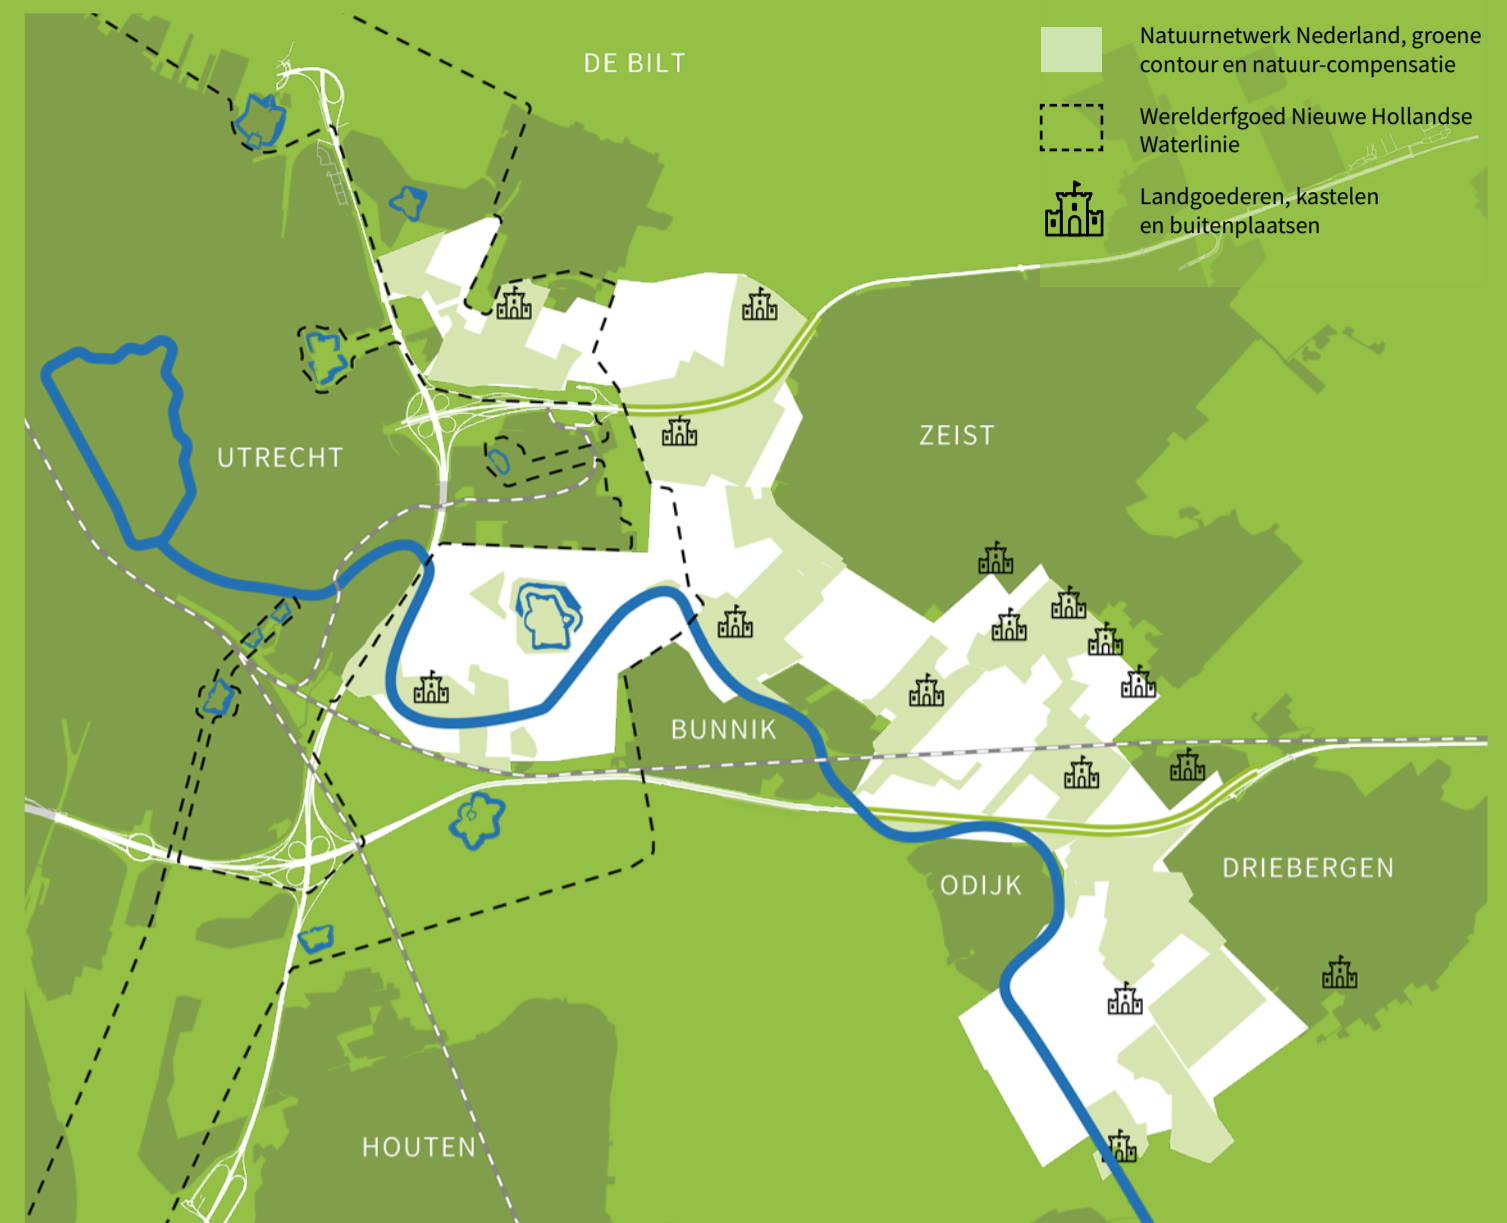 DE BILT
Natuurnetwerk Nederland, groene
contour en natuur-compensatie
Werelderfgoed Nieuwe Hollandse
Waterlinie
Landgoederen, kastelen
en buitenplaatsen
UTRECHT
ZEIST
BUNNIK
ODIJK
DRIEBERGEN
HOUTEN